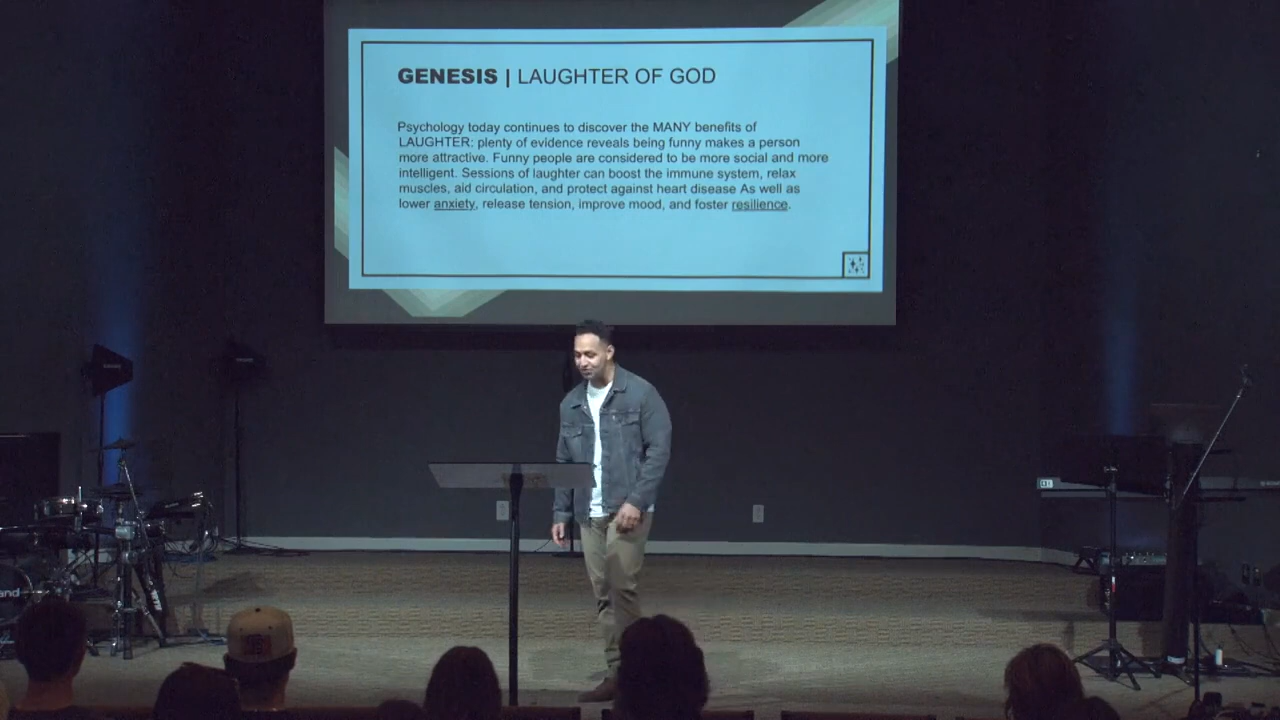 GENESIS | LAUGHTER OF GOD
Psychology today continues to discover the MANY benefits of
LAUGHTER: plenty of evidence reveals being funny makes a person
more attractive. Funny people are considered to be more social and more
intelligent. Sessions of laughter can boost the immune system, relax
muscles, aid circulation, and protect against heart disease As well as
lower anxiety, release tension, improve mood, and foster resilience.